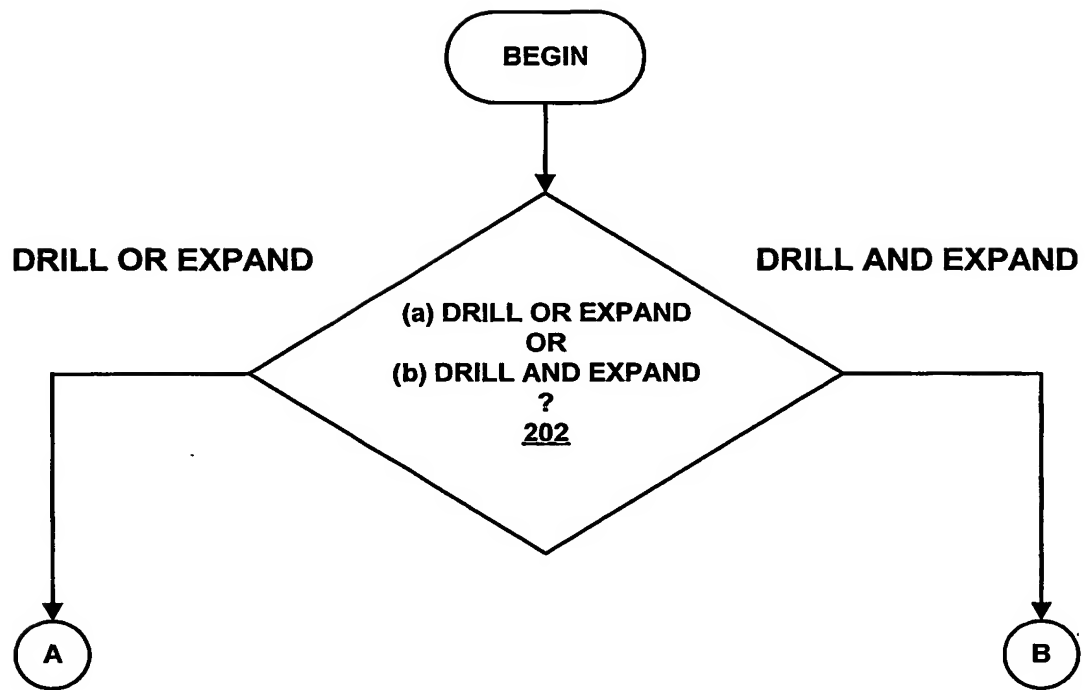 BEGIN
DRILL OR EXPAND
DRILL AND EXPAND
(a) DRILL OR EXPAND
OR
(b) DRILL AND EXPAND
?
202
A
B